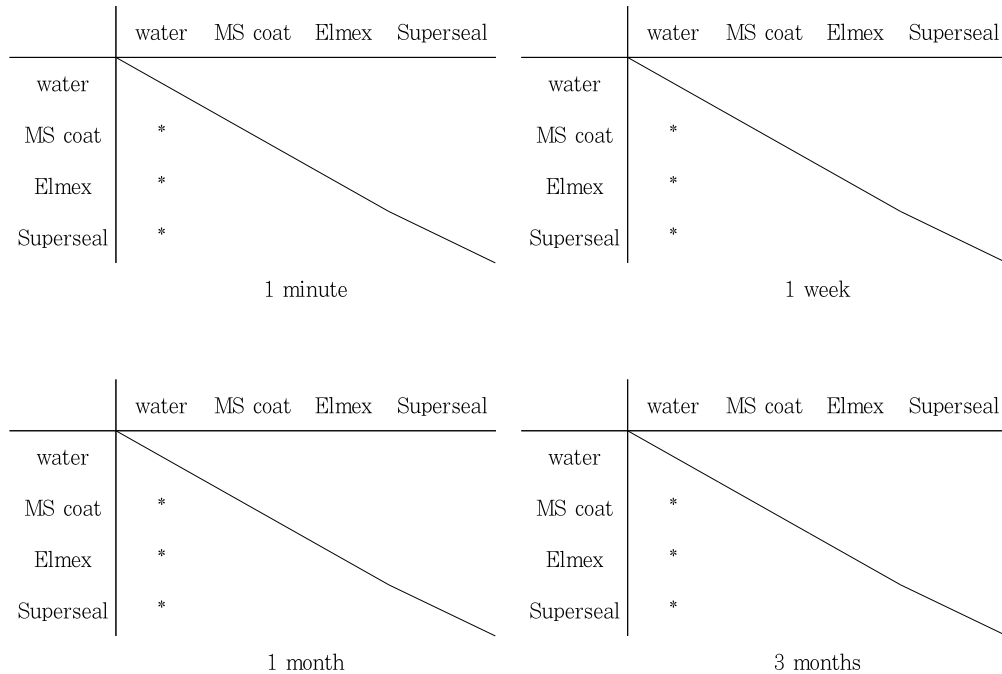 water MS coat Elmex Superseal
water
MS coat *
Elmex *
Superseal *
1 minute
water MS coat Elmex Superseal
water
MS coat *
Elmex *
Superseal *
1 week
water MS coat Elmex Superseal
water
MS coat *
Elmex *
Superseal *
1 month
water MS coat Elmex Superseal
water
MS coat *
Elmex *
Superseal *
3 months